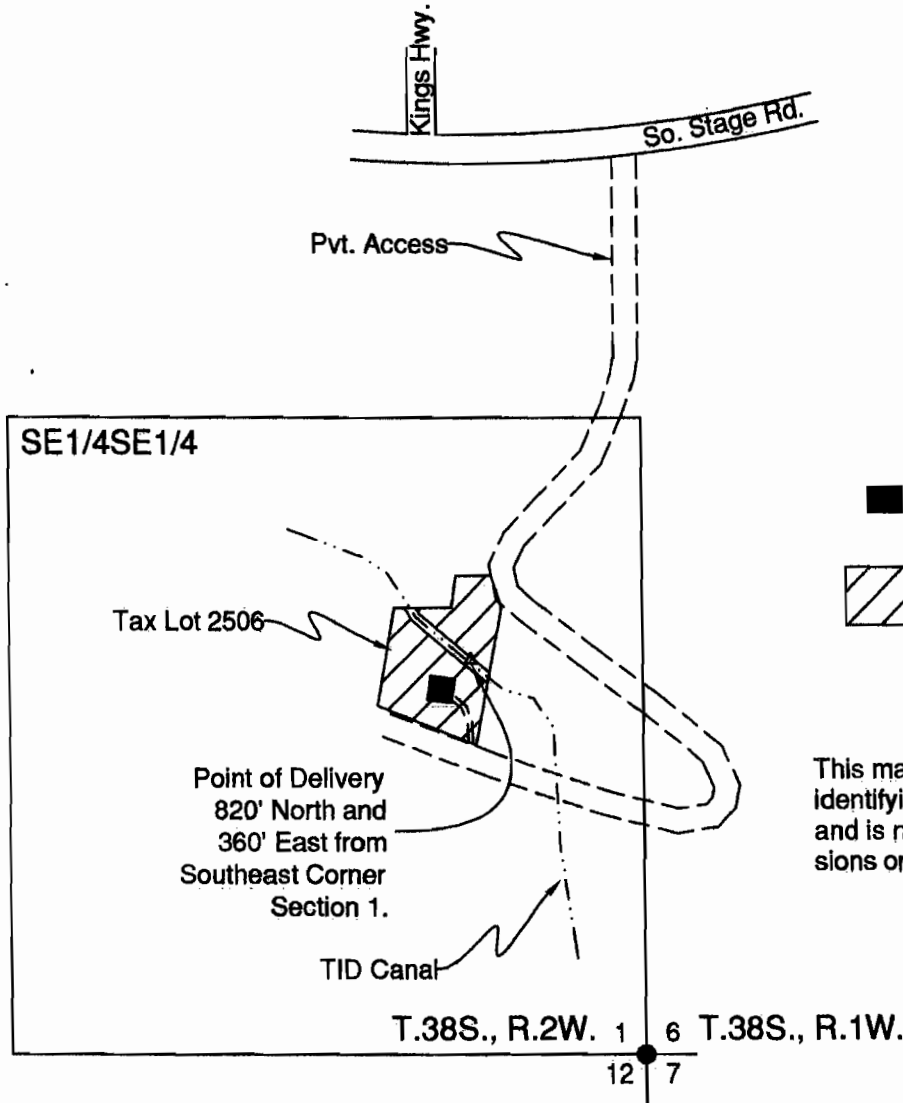 Kings Hwy.
So. Stage Rd.
Pvt. Access
SE1/4SE1/4
Tax Lot 2506
Point of Delivery
820' North and
360' East from
Southeast Corner
Section 1.
This ma
identifyi
and is n
sions or
TID Canal
T.38S., R.2W. 1 6 T.38S., R.1W.
12 7